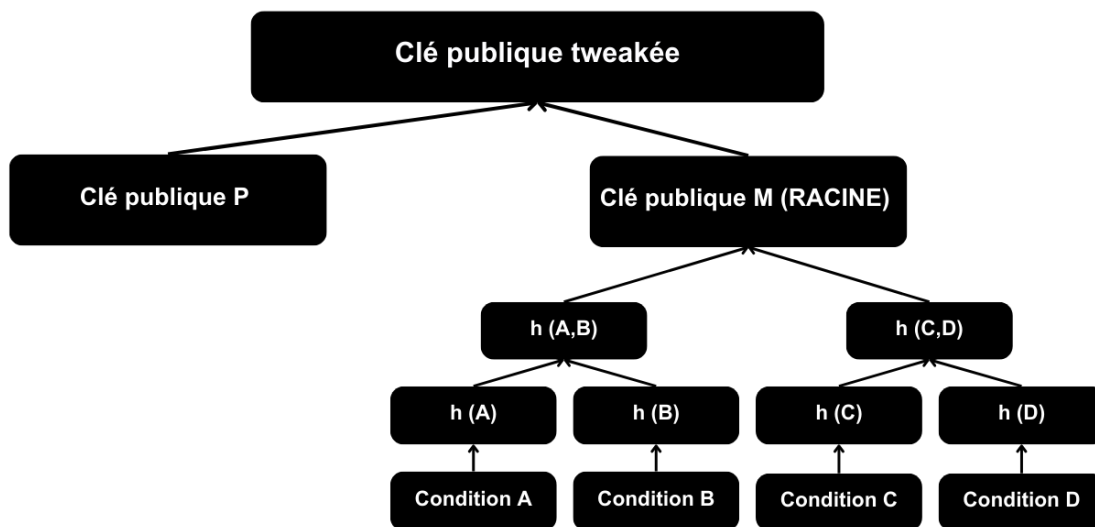 Clé publique tweakée
Clé publique P
Clé publique M (RACINE)
h (A,B)
h (C,D)
h (A)
h (B)
h (C)
h (D)
Condition A
Condition B
Condition C
Condition D